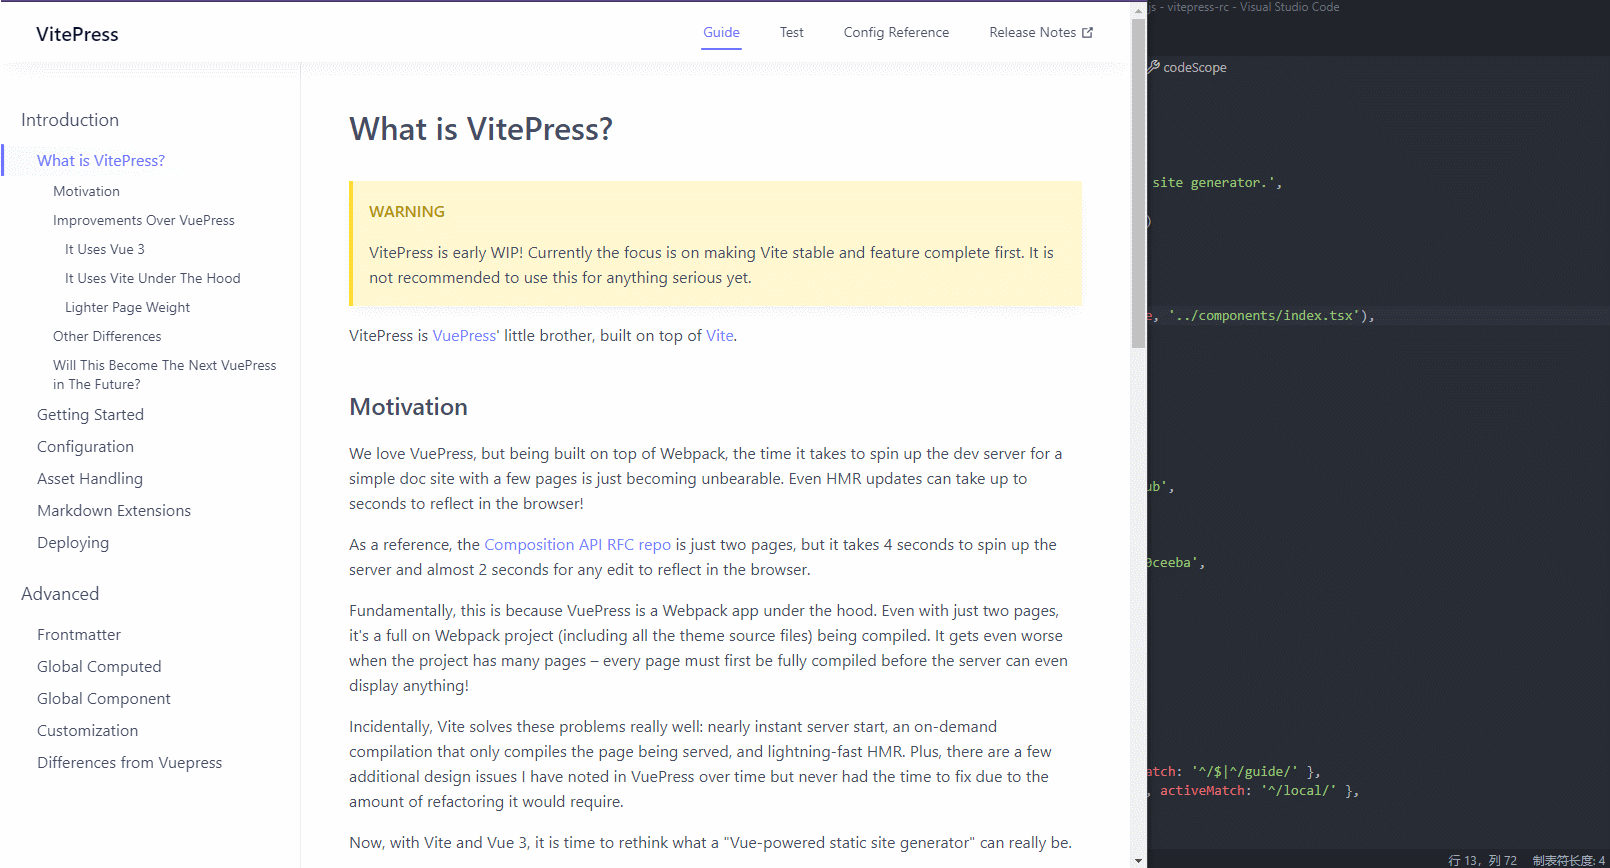 VitePress
Guide
Test
Config Reference
Release Notes
Introduction
What is VitePress?
Motivation
Improvements Over VuePress
It Uses Vue 3
It Uses Vite Under The Hood
Lighter Page Weight
Other Differences
Will This Become The Next VuePress
in The Future?
Getting Started
Configuration
Asset Handling
Markdown Extensions
Deploying
Advanced
Frontmatter
Global Computed
Global Component
Customization
Differences from Vuepress
What is VitePress?
WARNING
VitePress is early WIP! Currently the focus is on making Vite stable and feature complete first. It is
not recommended to use this for anything serious yet.
VitePress is VuePress' little brother, built on top of Vite.
Motivation
We love VuePress, but being built on top of Webpack, the time it takes to spin up the dev server for a
simple doc site with a few pages is just becoming unbearable. Even HMR updates can take up to
seconds to reflect in the browser!
As a reference, the Composition API RFC repo is just two pages, but it takes 4 seconds to spin up the
server and almost 2 seconds for any edit to reflect in the browser.
Fundamentally, this is because VuePress is a Webpack app under the hood. Even with just two pages,
it's a full on Webpack project (including all the theme source files) being compiled. It gets even worse
when the project has many pages – every page must first be fully compiled before the server can even
display anything!
Incidentally, Vite solves these problems really well: nearly instant server start, an on-demand
compilation that only compiles the page being served, and lightning-fast HMR. Plus, there are a few
additional design issues I have noted in VuePress over time but never had the time to fix due to the
amount of refactoring it would require.
Now, with Vite and Vue 3, it is time to rethink what a "Vue-powered static site generator" can really be.
js - vitepress-rc - Visual Studio Code
codeScope
site generator.',
)
e, '../components/index.tsx'),
ub',
0ceeba',
atch: '^/$|^/guide/' },
, activeMatch: '^/local/' },
行 13，列 72 制表符长度: 4